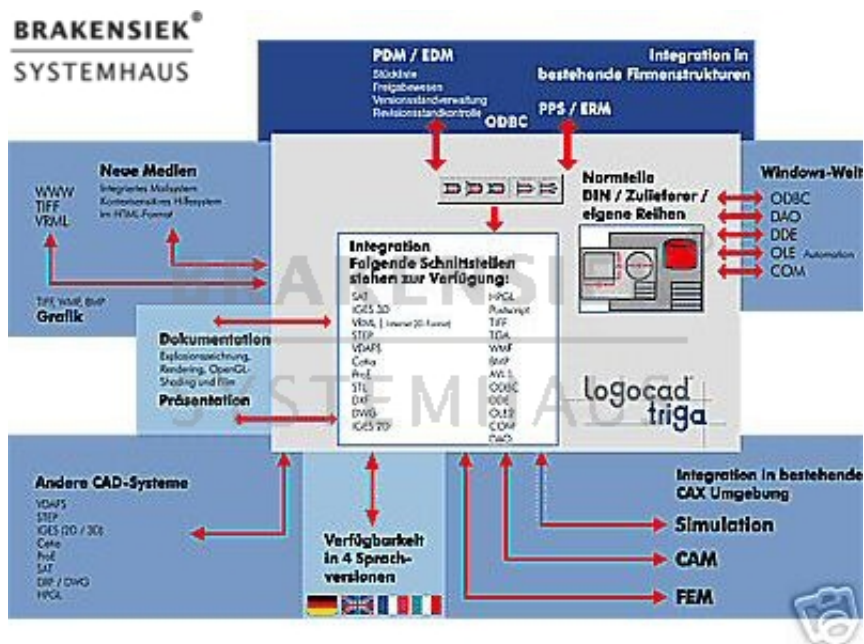 BRAKENSIEK®
SYSTEMHAUS
PDM / EDM
Stückliste
Freigabewesen
Versionsstandverwaltung
Revisionsstandkontrolle
ODBC
PPS / ERM
Integration in
bestehende Firmenstrukturen
Neue Medien
Integriertes Mailsystem
Kontextsensitives Hilfesystem
im HTML-Format
WWW
TIFF
VRML
TIFF, WMF, BMP
Grafik
Normteile
DIN / Zulieferer /
eigene Reihen
Windows-Welt
ODBC
DAO
DDE
OLE Automation
COM
Integration
Folgende Schnittstellen
stehen zur Verfügung:
SAT
IGES 3D
VRML ( Internet 3D-Format)
STEP
VDAFS
Catia
ProE
STL
DXF
DWG
IGES 2D
HPGL
Postscript
TIFF
TGA
WMF
BMP
ODBC
DDE
OLE2
COM
DAO
Dokumentation
Explosionszeichnung,
Rendering, OpenGL-
Shading und Film
Präsentation
logocad
triga
BRAKENSIEK®
SYSTEMHAUS
Andere CAD-Systeme
VDAFS
STEP
IGES (2D / 3D)
Catia
ProE
SAT
DXF / DWG
HPGL
Verfügbarkeit
in 4 Sprach-
versionen
Integration in bestehende
CAX Umgebung
Simulation
CAM
FEM